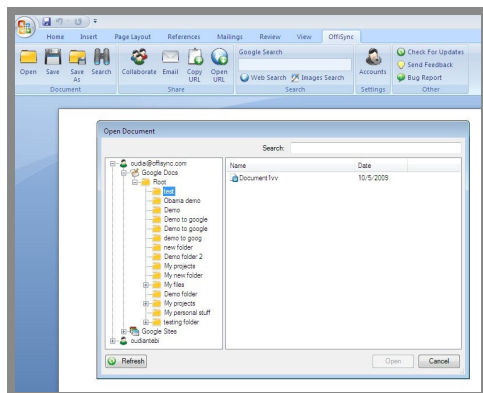 Home Insert Page Layout References Mailings Review View OffiSync
Google Search
Open Save Save As Search Collaborate Email Copy URL Open URL Web Search Images Search Accounts
Check For Updates
Send Feedback
Bug Report
Document Share Search Settings Other
Open Document
Search:
oudia@offisync.com
Google Docs
Root
test
Obama demo
Demo
Demo to google
Demo to google
demo to goog
new folder
Demo folder 2
My projects
My new folder
My files
Demo folder
My projects
My personal stuff
testing folder
Google Sites
oudiantebi
Name Date
Document1vv 10/5/2009
Refresh Open Cancel